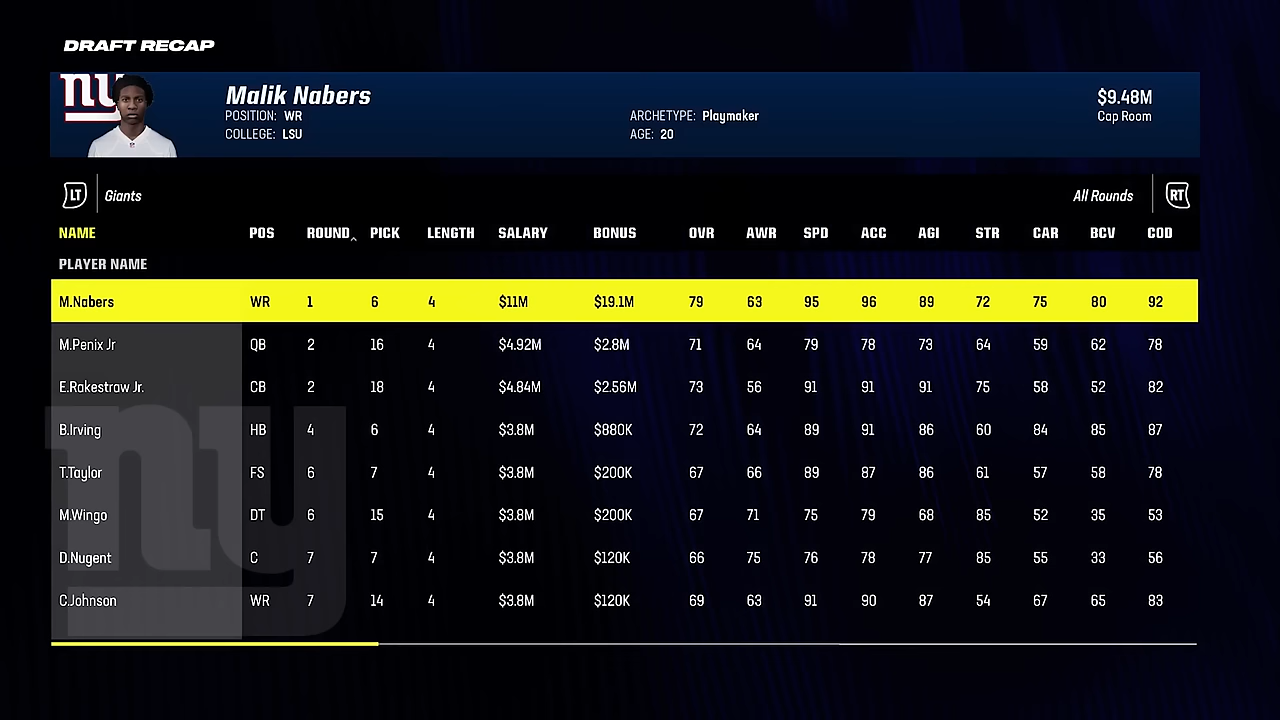 DRAFT RECAP
ny
Malik Nabers
$9.48M
POSITION: WR ARCHETYPE: Playmaker Cap Room
COLLEGE: LSU AGE: 20
LT Giants All Rounds RT
NAME POS ROUND PICK LENGTH SALARY BONUS OVR AWR SPD ACC AGI STR CAR BCV COD
PLAYER NAME
M.Nabers WR 1 6 4 $11M $19.1M 79 63 95 96 89 72 75 80 92
M.Penix Jr QB 2 16 4 $4.92M $2.8M 71 64 79 78 73 64 59 62 78
E.Rakestraw Jr. CB 2 18 4 $4.84M $2.56M 73 56 91 91 91 75 58 52 82
B.Irving HB 4 6 4 $3.8M $880K 72 64 89 91 86 60 84 85 87
T.Taylor FS 6 7 4 $3.8M $200K 67 66 89 87 86 61 57 58 78
M.Wingo DT 6 15 4 $3.8M $200K 67 71 75 79 68 85 52 35 53
D.Nugent C 7 7 4 $3.8M $120K 66 75 76 78 77 85 55 33 56
C.Johnson WR 7 14 4 $3.8M $120K 69 63 91 90 87 54 67 65 83
ny